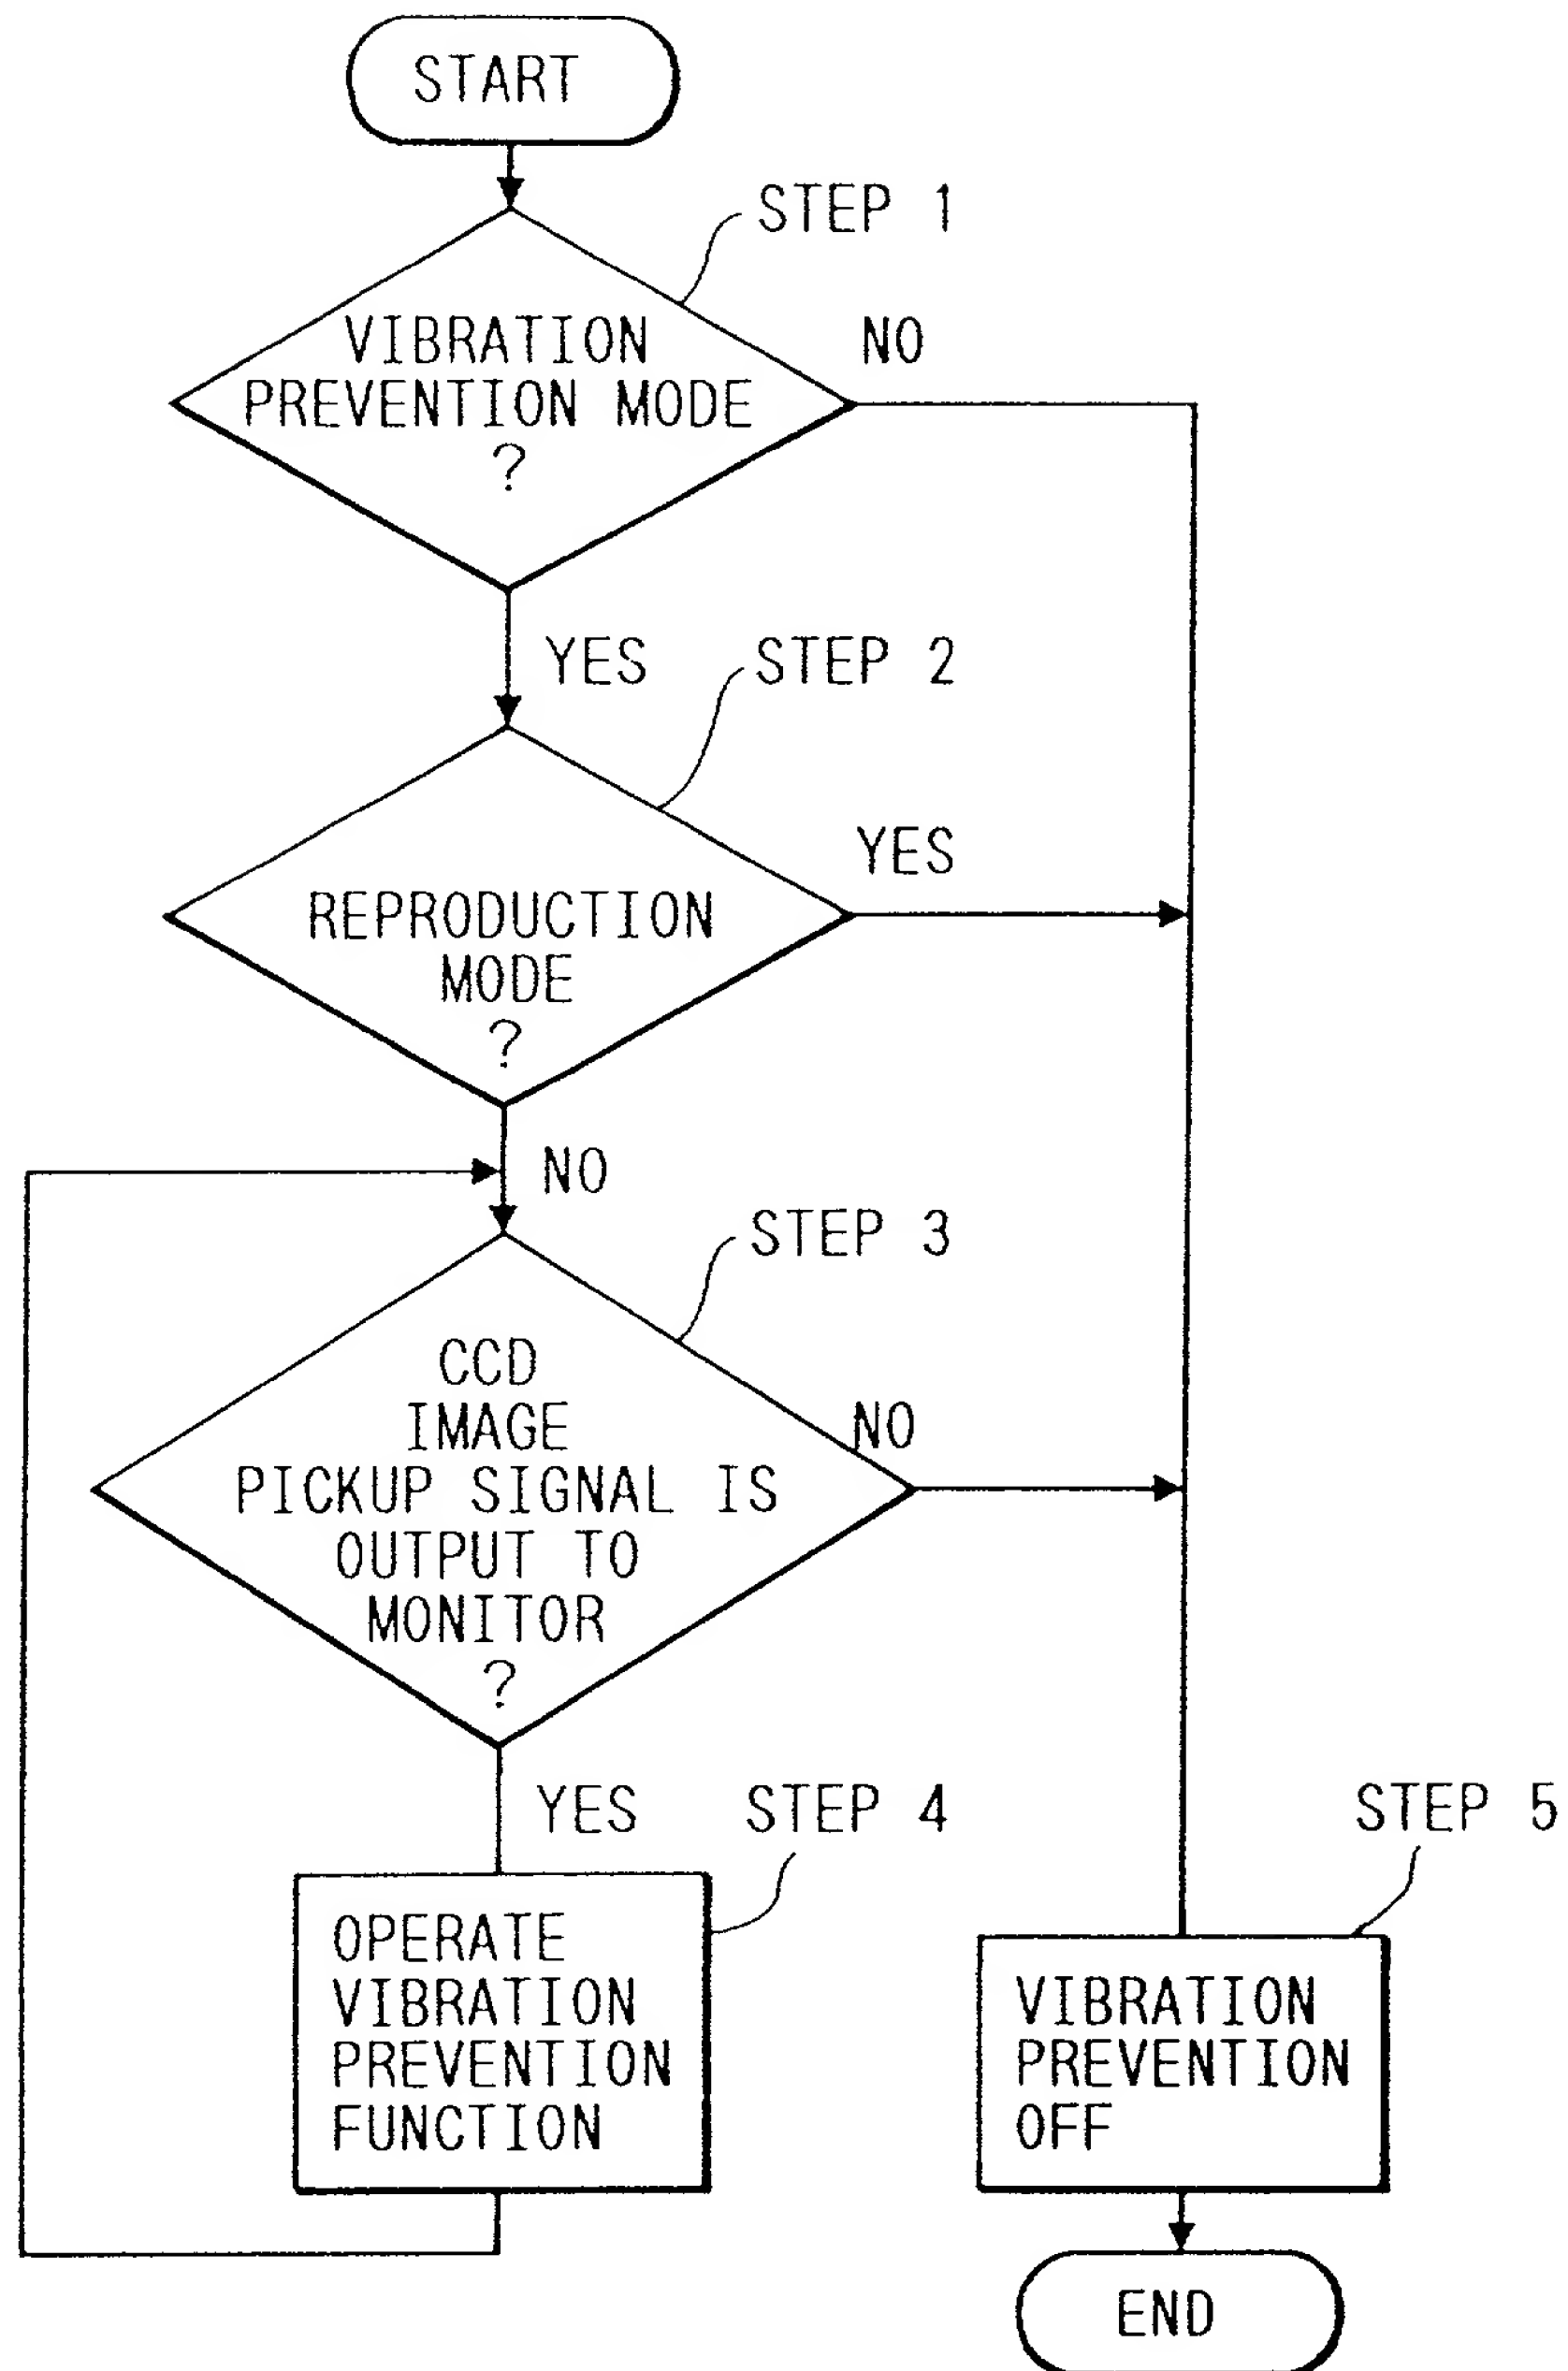 START
STEP 1
VIBRATION
PREVENTION MODE
?
NO
YES
STEP 2
REPRODUCTION
MODE
?
YES
NO
STEP 3
CCD
IMAGE
PICKUP SIGNAL IS
OUTPUT TO
MONITOR
?
NO
YES
STEP 4
OPERATE
VIBRATION
PREVENTION
FUNCTION
STEP 5
VIBRATION
PREVENTION
OFF
END